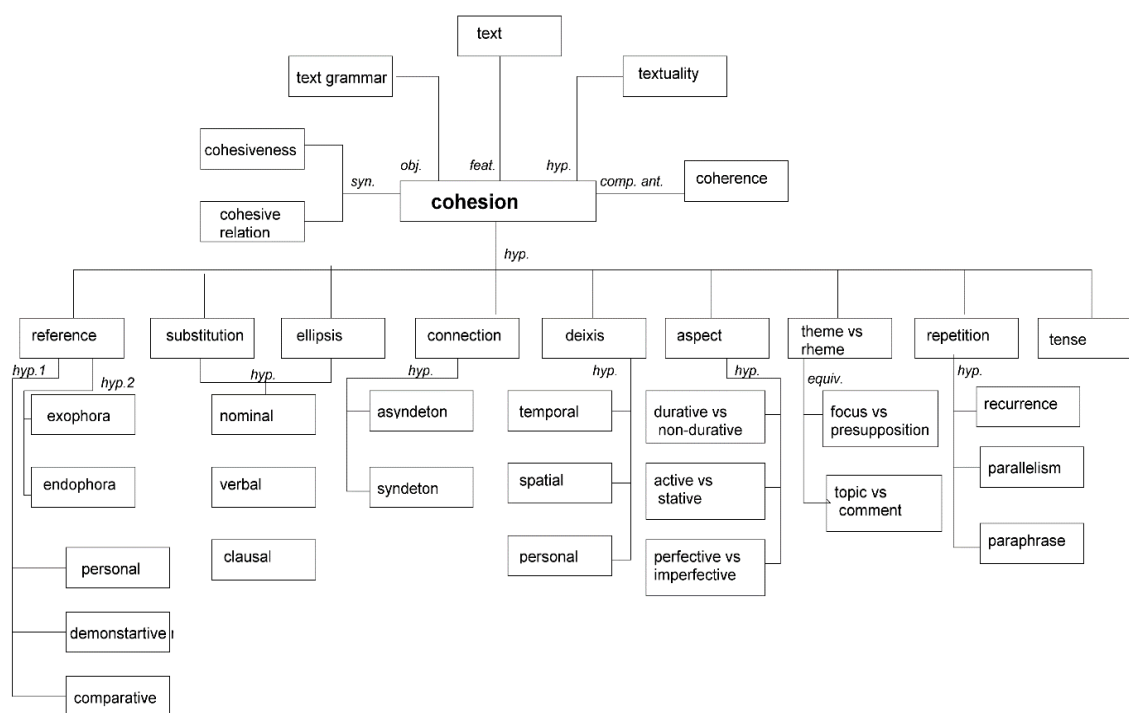 text
text grammar
textuality
cohesiveness
obj.
feat.
hyp.
syn.
comp. ant.
coherence
cohesion
cohesive
relation
hyp.
reference
substitution
ellipsis
connection
deixis
aspect
theme vs
rheme
repetition
tense
hyp.1
hyp.2
hyp.
hyp.
hyp.
hyp.
equiv.
hyp.
exophora
nominal
asyndeton
temporal
durative vs
non-durative
focus vs
presupposition
recurrence
endophora
verbal
syndeton
spatial
active vs
stative
topic vs
comment
parallelism
personal
clausal
personal
perfective vs
imperfective
paraphrase
demonstartive
comparative